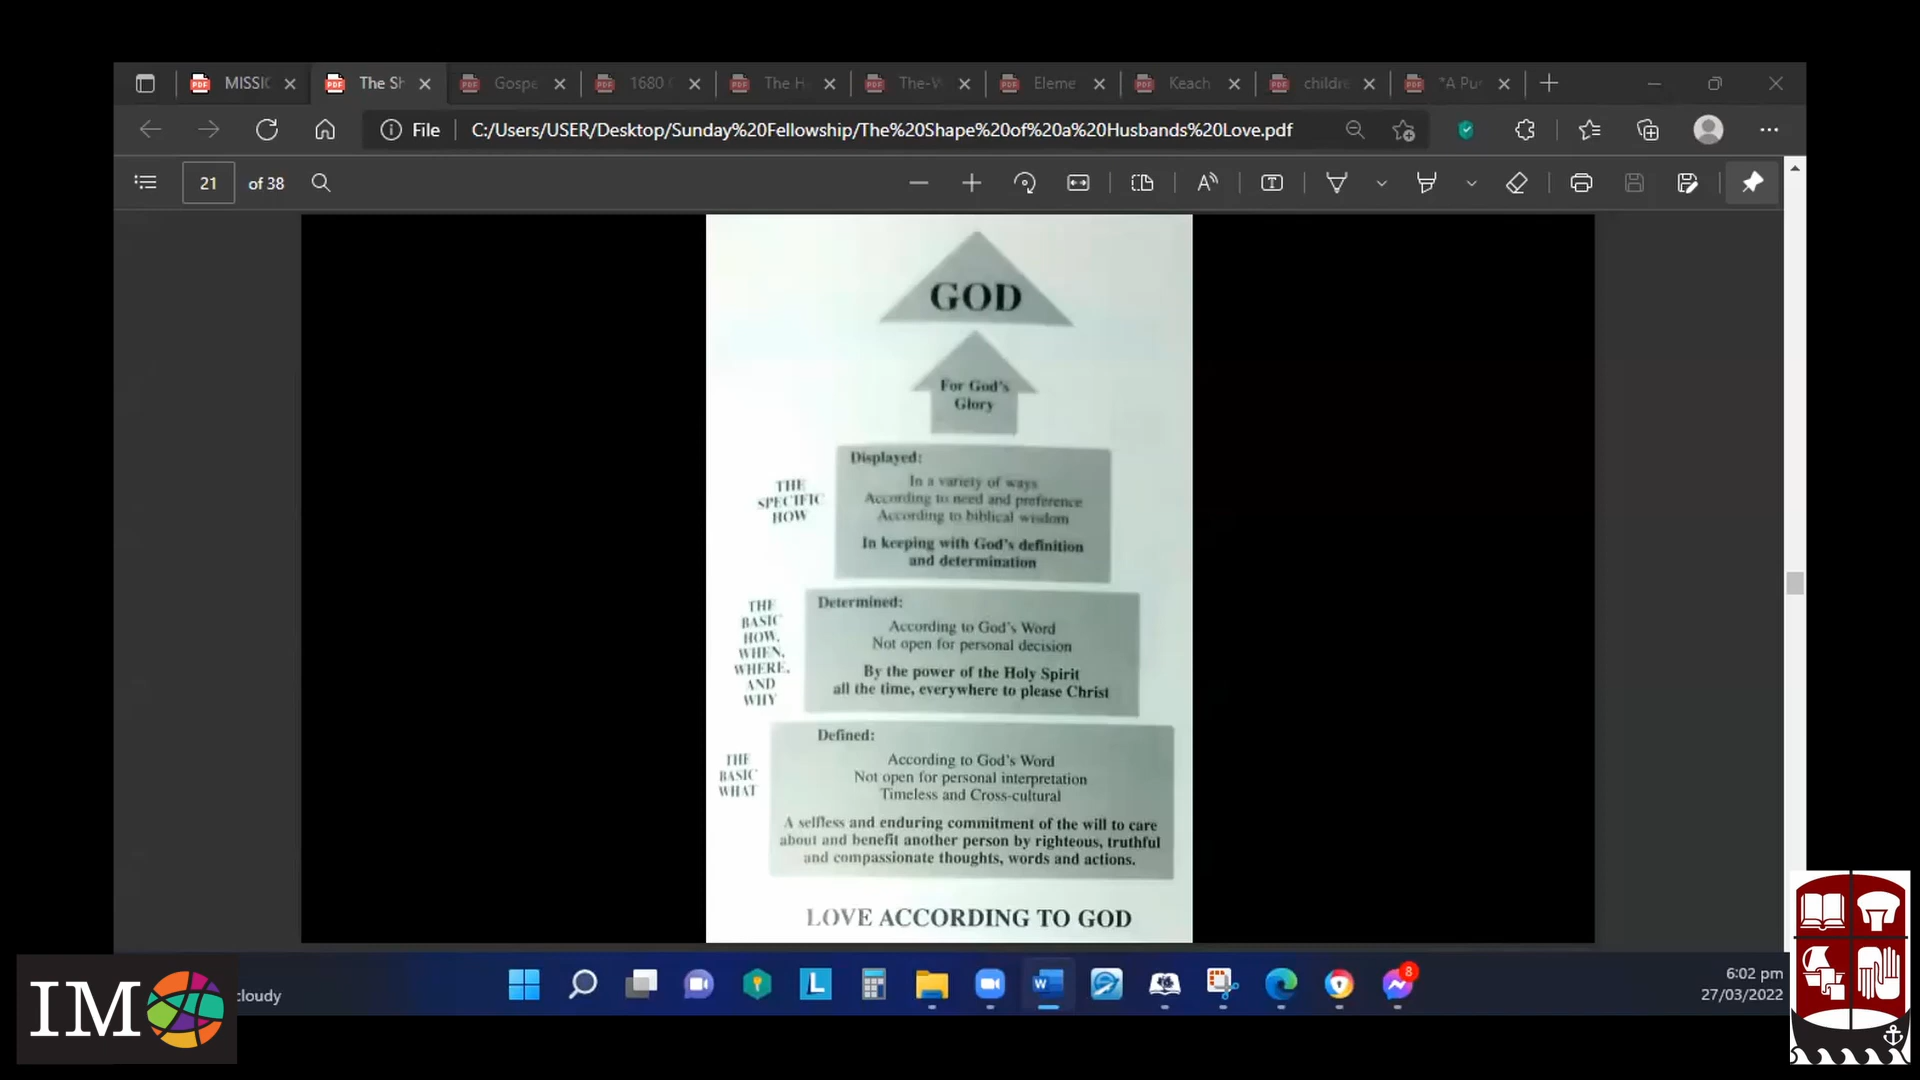 MISSIC
The Sh
Gospe
1680
The H
The-W
Eleme
Keach
childre
*A Pur
File
C:/Users/USER/Desktop/Sunday%20Fellowship/The%20Shape%20of%20a%20Husbands%20Love.pdf
21 of 38
GOD
For God's
Glory
THE
SPECIFIC
HOW
Displayed:
In a variety of ways
According to need and preference
According to biblical wisdom
In keeping with God's definition
and determination
THE
BASIC
HOW,
WHEN,
WHERE,
AND
WHY
Determined:
According to God's Word
Not open for personal decision
By the power of the Holy Spirit
all the time, everywhere to please Christ
THE
BASIC
WHAT
Defined:
According to God's Word
Not open for personal interpretation
Timeless and Cross-cultural
A selfless and enduring commitment of the will to care
about and benefit another person by righteous, truthful
and compassionate thoughts, words and actions.
LOVE ACCORDING TO GOD
IM
cloudy
L
W
8
6:02 pm
27/03/2022